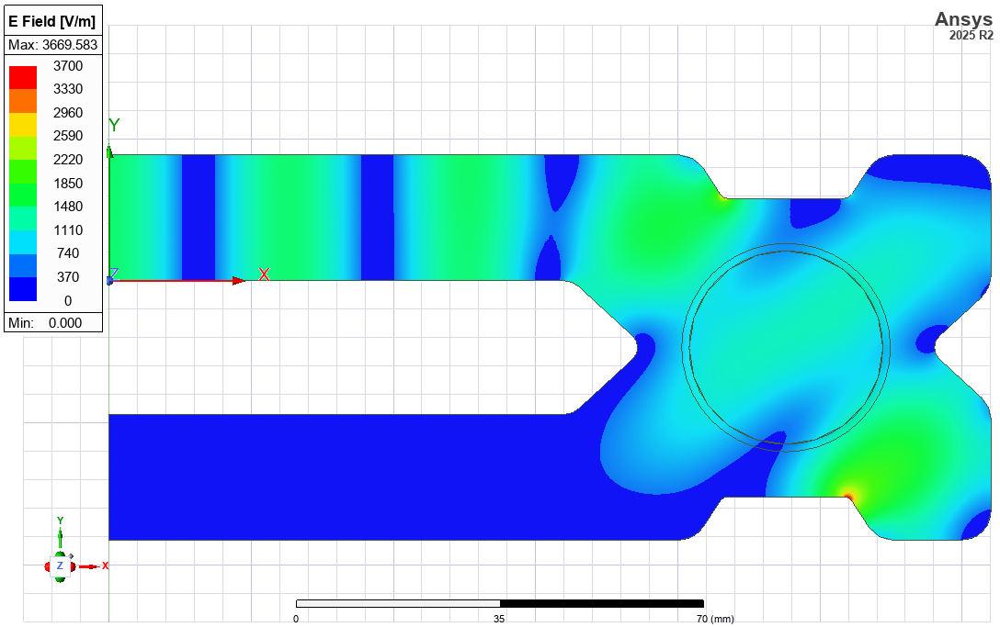 E Field [V/m]
Max: 3669.583
3700
3330
2960
2590
2220
1850
1480
1110
740
370
0
Min: 0.000
Ansys
2025 R2
Y
Z
X
Y
Z
X
0
35
70 (mm)